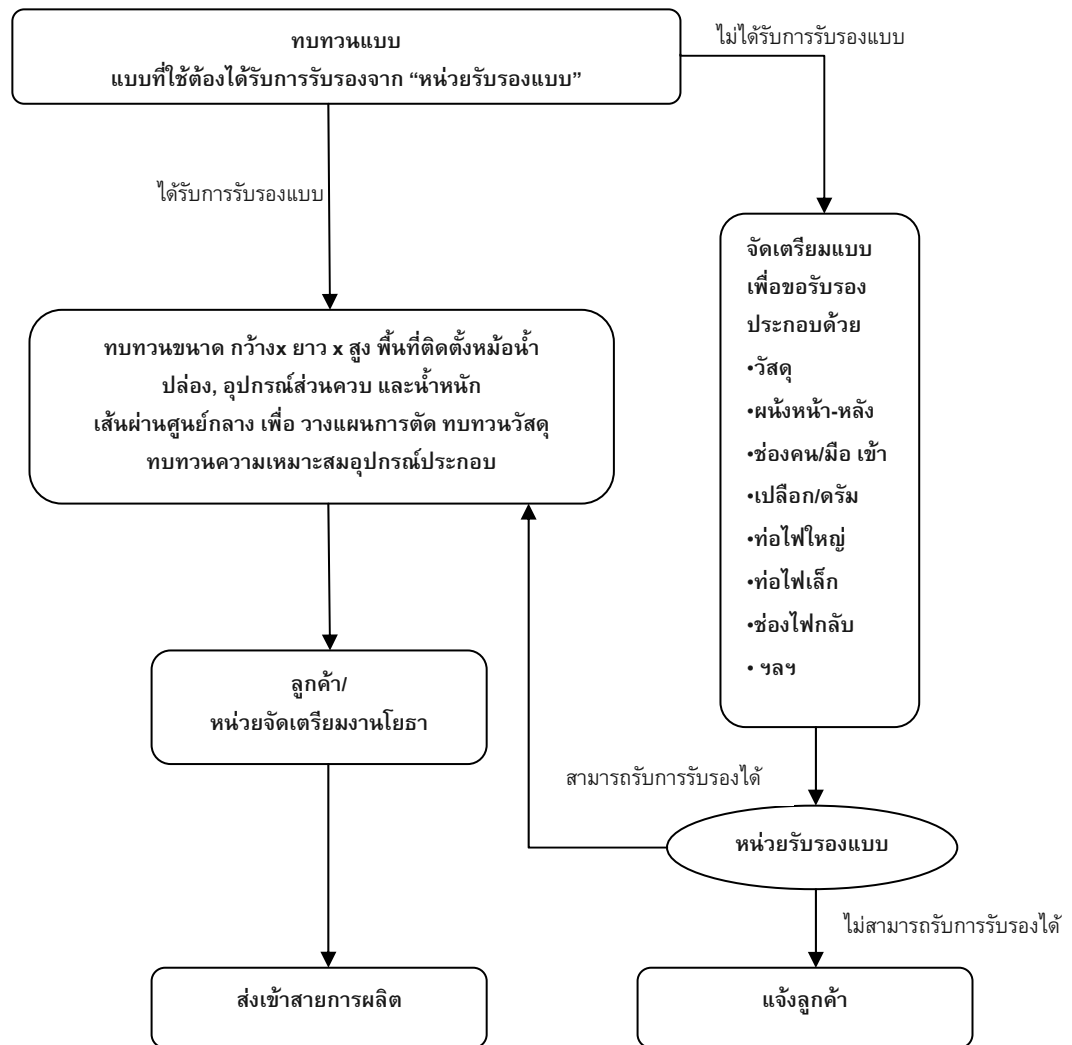 ทบทวนแบบ
แบบที่ใช้ต้องได้รับการรับรองจาก “หน่วยรับรองแบบ”
ไม่ได้รับการรับรองแบบ
ได้รับการรับรองแบบ
จัดเตรียมแบบ
เพื่อขอรับรอง
ประกอบด้วย
•วัสดุ
•ผนังหน้า-หลัง
•ช่องคน/มือ เข้า
•เปลือก/ดรัม
•ท่อไฟใหญ่
•ท่อไฟเล็ก
•ช่องไฟกลับ
• ฯลฯ
ทบทวนขนาด กว้างx ยาว x สูง พื้นที่ติดตั้งหม้อน้ำ
ปล่อง, อุปกรณ์ส่วนควบ และน้ำหนัก
เส้นผ่านศูนย์กลาง เพื่อ วางแผนการตัด ทบทวนวัสดุ
ทบทวนความเหมาะสมอุปกรณ์ประกอบ
ลูกค้า/
หน่วยจัดเตรียมงานโยธา
สามารถรับการรับรองได้
หน่วยรับรองแบบ
ไม่สามารถรับการรับรองได้
ส่งเข้าสายการผลิต
แจ้งลูกค้า